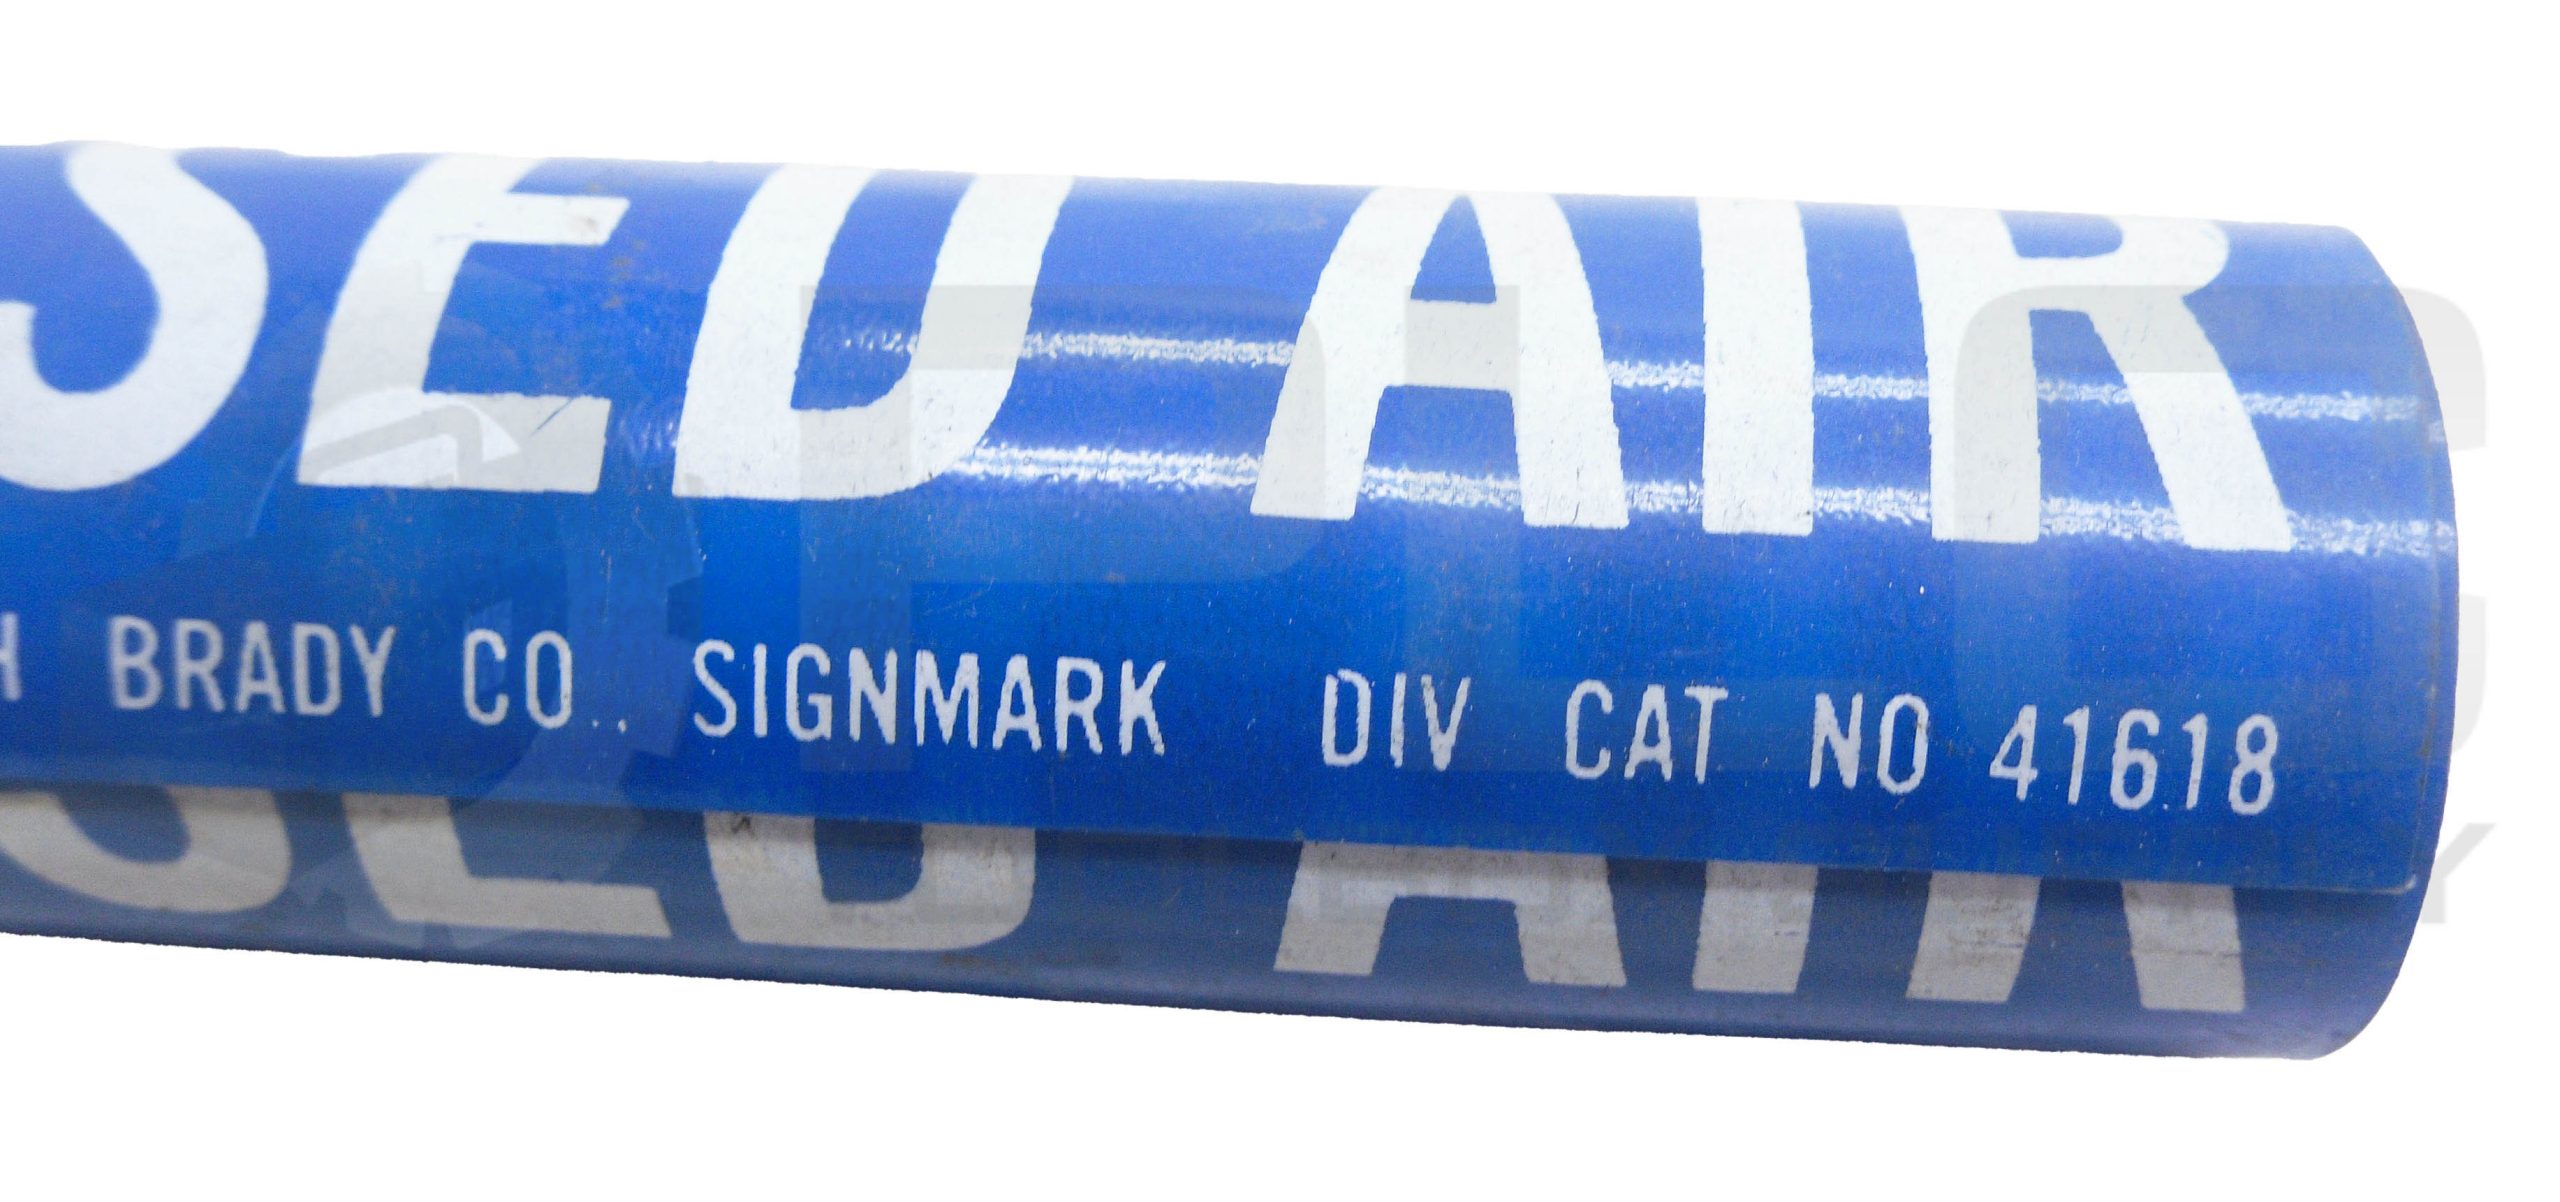 SED AIR
H BRADY CO., SIGNMARK DIV CAT NO 41618
SED AIR